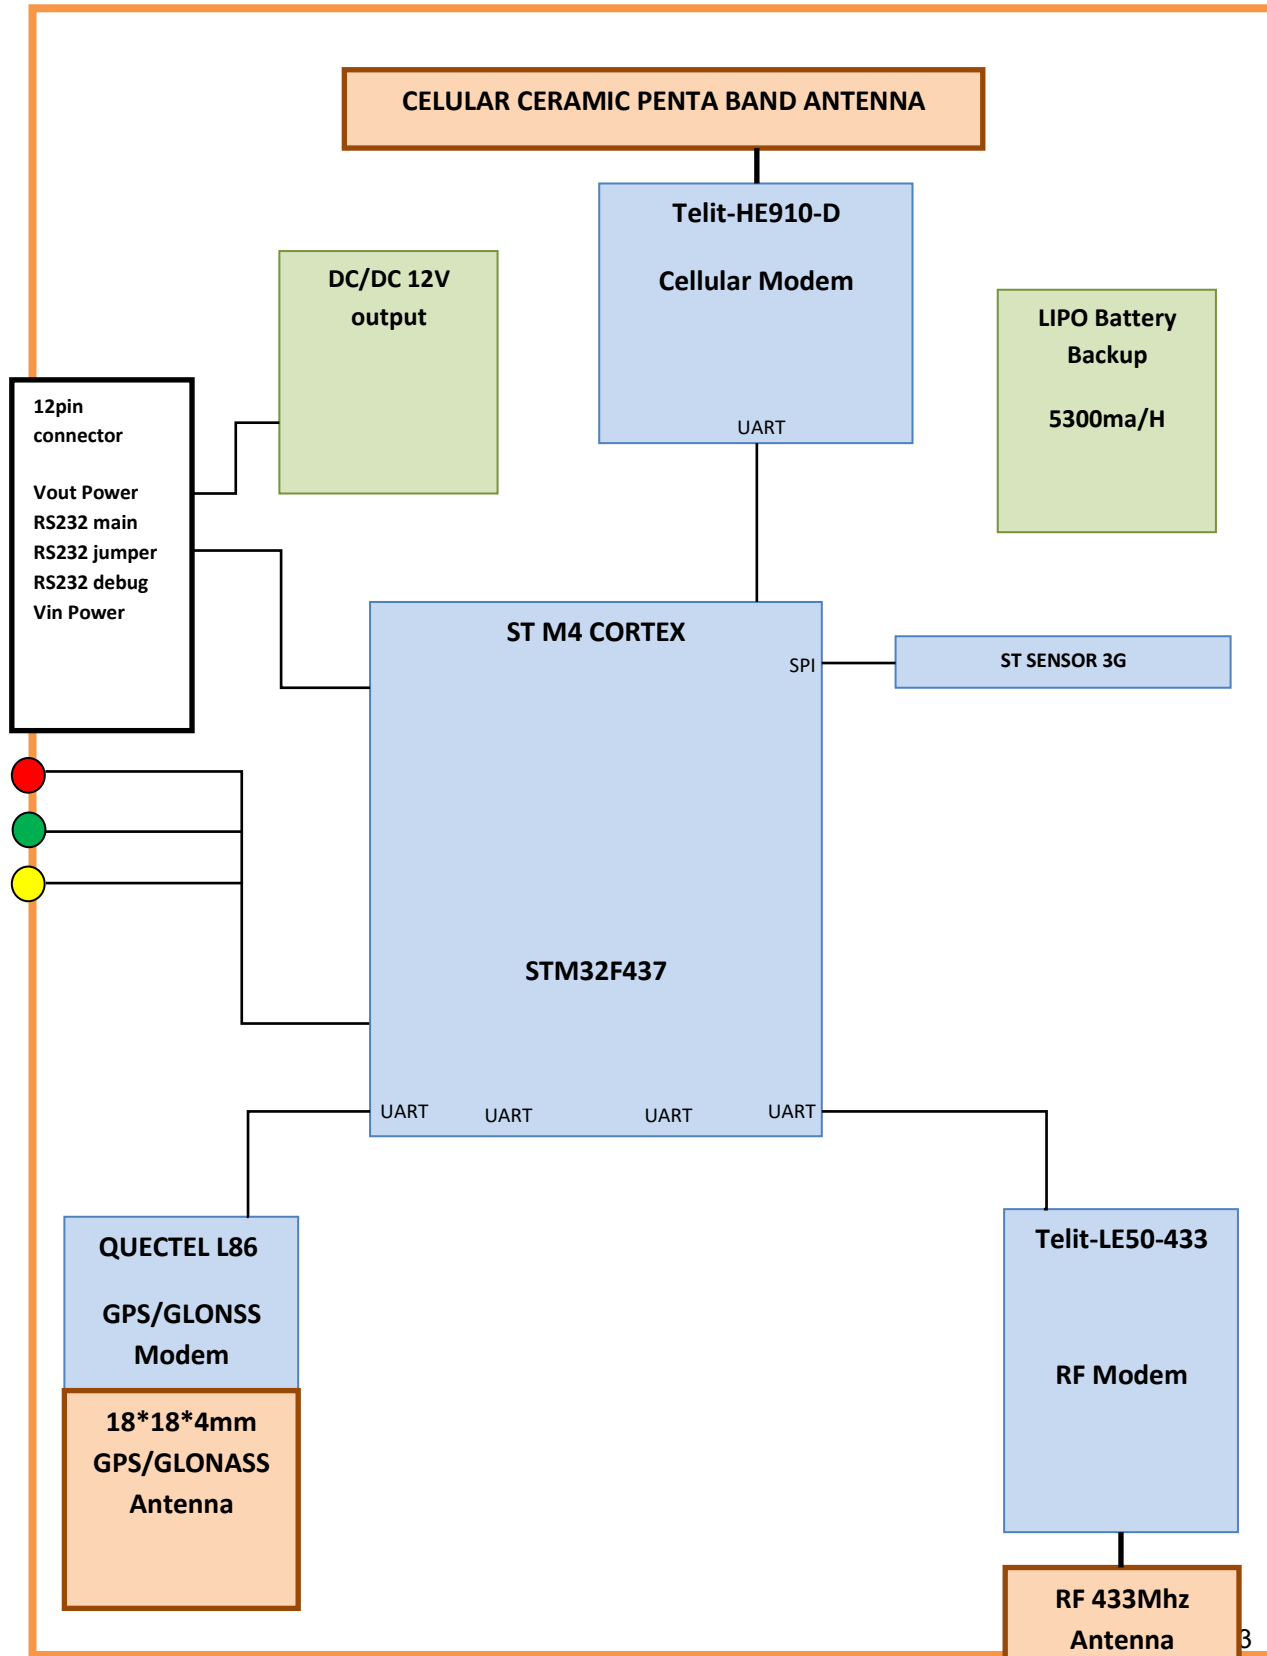 CELULAR CERAMIC PENTA BAND ANTENNA
Telit-HE910-D
Cellular Modem
UART
DC/DC 12V
output
LIPO Battery
Backup
5300ma/H
12pin
connector
Vout Power
RS232 main
RS232 jumper
RS232 debug
Vin Power
ST M4 CORTEX
SPI
ST SENSOR 3G
STM32F437
UART
UART
UART
UART
QUECTEL L86
GPS/GLONSS
Modem
18*18*4mm
GPS/GLONASS
Antenna
Telit-LE50-433
RF Modem
RF 433Mhz
Antenna
3